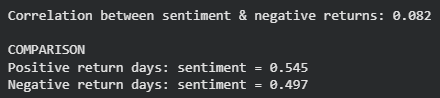 Correlation between sentiment & negative returns: 0.082
COMPARISON
Positive return days: sentiment = 0.545
Negative return days: sentiment = 0.497